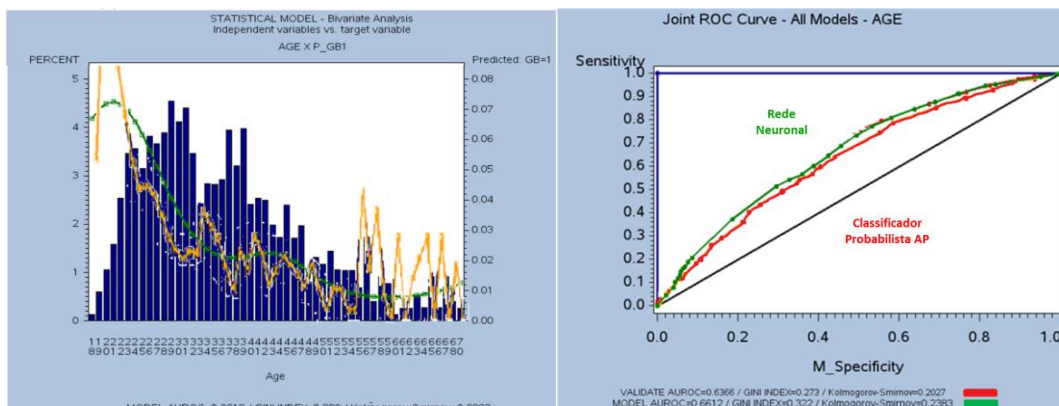 STATISTICAL MODEL - Bivariate Analysis
Independent variables vs. target variable
AGE X P_GB1
PERCENT
Predicted: GB=1
5
4
3
2
1
0
0.08
0.07
0.06
0.05
0.04
0.03
0.02
0.01
0.00
Age
Joint ROC Curve - All Models - AGE
Sensitivity
1.0
0.9
0.8
0.7
0.6
0.5
0.4
0.3
0.2
0.1
0.0
Rede
Neuronal
Classificador
Probabilista AP
0.0
0.2
0.4
0.6
0.8
1.0
M_Specificity
VALIDATE AUROC=0.6366 / GINI INDEX=0.273 / Kolmogorov-Smirnov=0.2027
MODEL AUROC=0.6612 / GINI INDEX=0.322 / Kolmogorov-Smirnov=0.2383